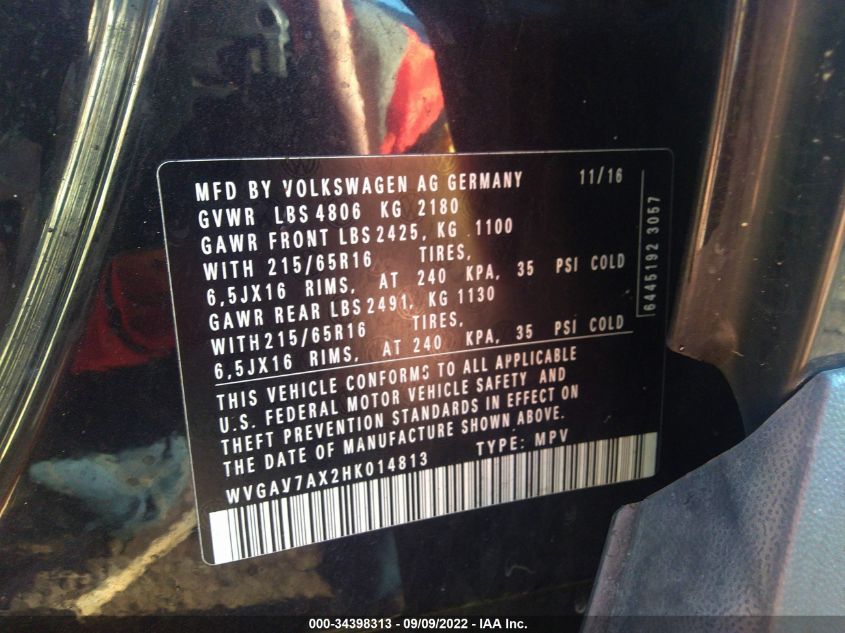 MFD BY VOLKSWAGEN AG GERMANY 11/16
GVWR LBS 4806 KG 2180
GAWR FRONT LBS 2425, KG 1100
WITH 215/65R16 TIRES,
6,5JX16 RIMS, AT 240 KPA, 35 PSI COLD
GAWR REAR LBS 2491, KG 1130
WITH 215/65R16 TIRES,
6,5JX16 RIMS, AT 240 KPA, 35 PSI COLD
6445192 3057
THIS VEHICLE CONFORMS TO ALL APPLICABLE
U.S. FEDERAL MOTOR VEHICLE SAFETY AND
THEFT PREVENTION STANDARDS IN EFFECT ON
THE DATE OF MANUFACTURE SHOWN ABOVE.
WVGAV7AX2HK014813 TYPE: MPV
000-34398313 - 09/09/2022 - IAA Inc.